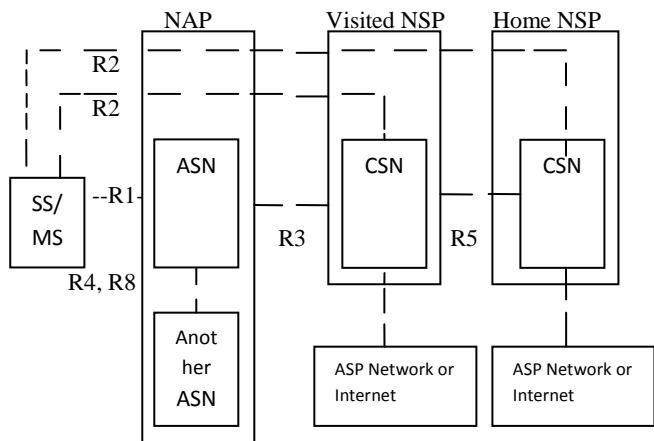 NAP
Visited NSP
Home NSP
R2
R2
ASN
CSN
CSN
SS/
MS
--R1-
R3
R5
R4, R8
Anot
her
ASN
ASP Network or
Internet
ASP Network or
Internet